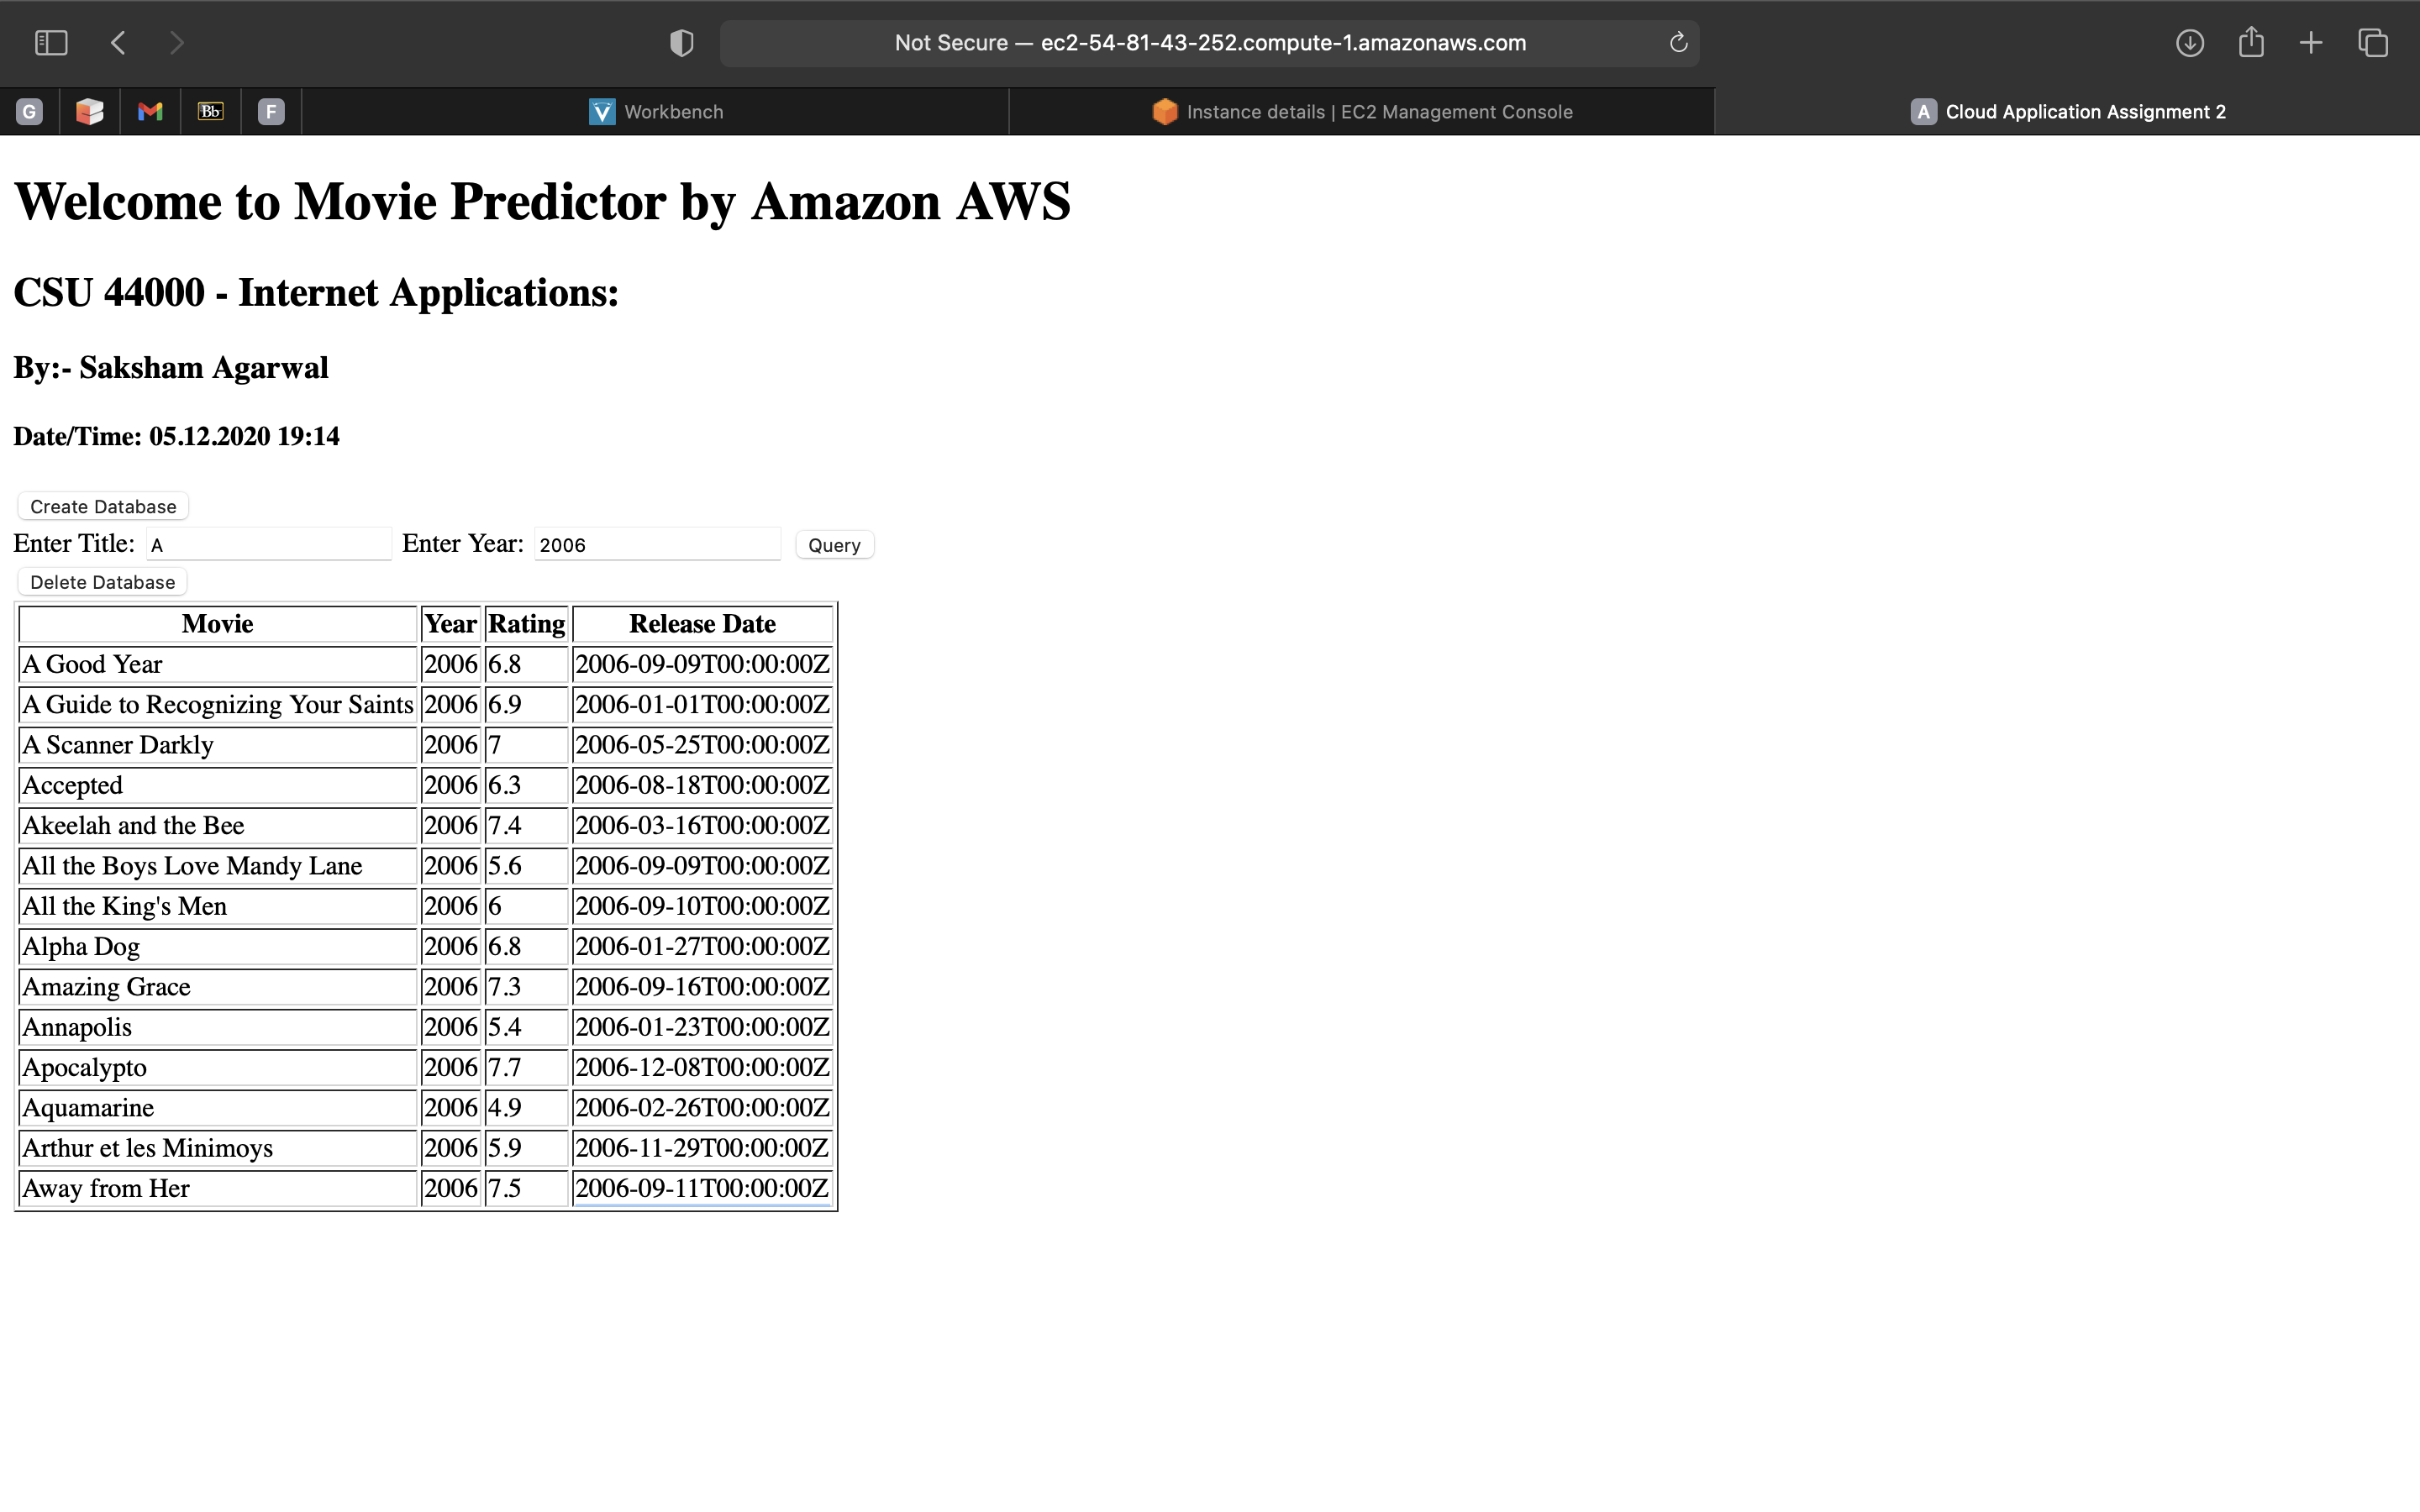 Not Secure — ec2-54-81-43-252.compute-1.amazonaws.com
G Bb F Workbench Instance details | EC2 Management Console A Cloud Application Assignment 2
Welcome to Movie Predictor by Amazon AWS
CSU 44000 - Internet Applications:
By:- Saksham Agarwal
Date/Time: 05.12.2020 19:14
Create Database
Enter Title: A Enter Year: 2006 Query
Delete Database
Movie Year Rating Release Date
A Good Year 2006 6.8 2006-09-09T00:00:00Z
A Guide to Recognizing Your Saints 2006 6.9 2006-01-01T00:00:00Z
A Scanner Darkly 2006 7 2006-05-25T00:00:00Z
Accepted 2006 6.3 2006-08-18T00:00:00Z
Akeelah and the Bee 2006 7.4 2006-03-16T00:00:00Z
All the Boys Love Mandy Lane 2006 5.6 2006-09-09T00:00:00Z
All the King's Men 2006 6 2006-09-10T00:00:00Z
Alpha Dog 2006 6.8 2006-01-27T00:00:00Z
Amazing Grace 2006 7.3 2006-09-16T00:00:00Z
Annapolis 2006 5.4 2006-01-23T00:00:00Z
Apocalypto 2006 7.7 2006-12-08T00:00:00Z
Aquamarine 2006 4.9 2006-02-26T00:00:00Z
Arthur et les Minimoys 2006 5.9 2006-11-29T00:00:00Z
Away from Her 2006 7.5 2006-09-11T00:00:00Z